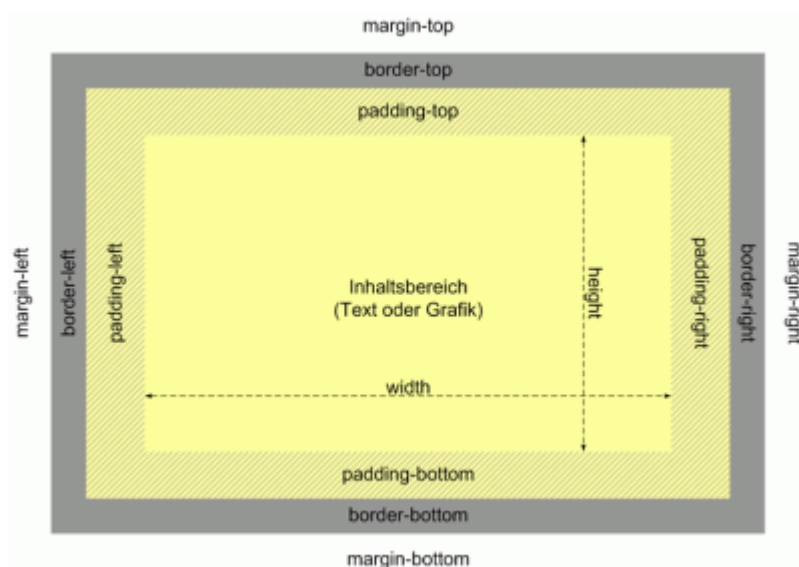 margin-top
border-top
padding-top
margin-left
border-left
padding-left
Inhaltsbereich
(Text oder Grafik)
height
padding-right
border-right
margin-right
width
padding-bottom
border-bottom
margin-bottom